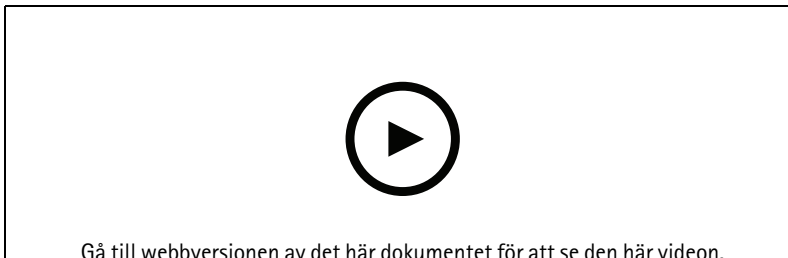 Gå till webbversionen av det här dokumentet för att se den här videon.